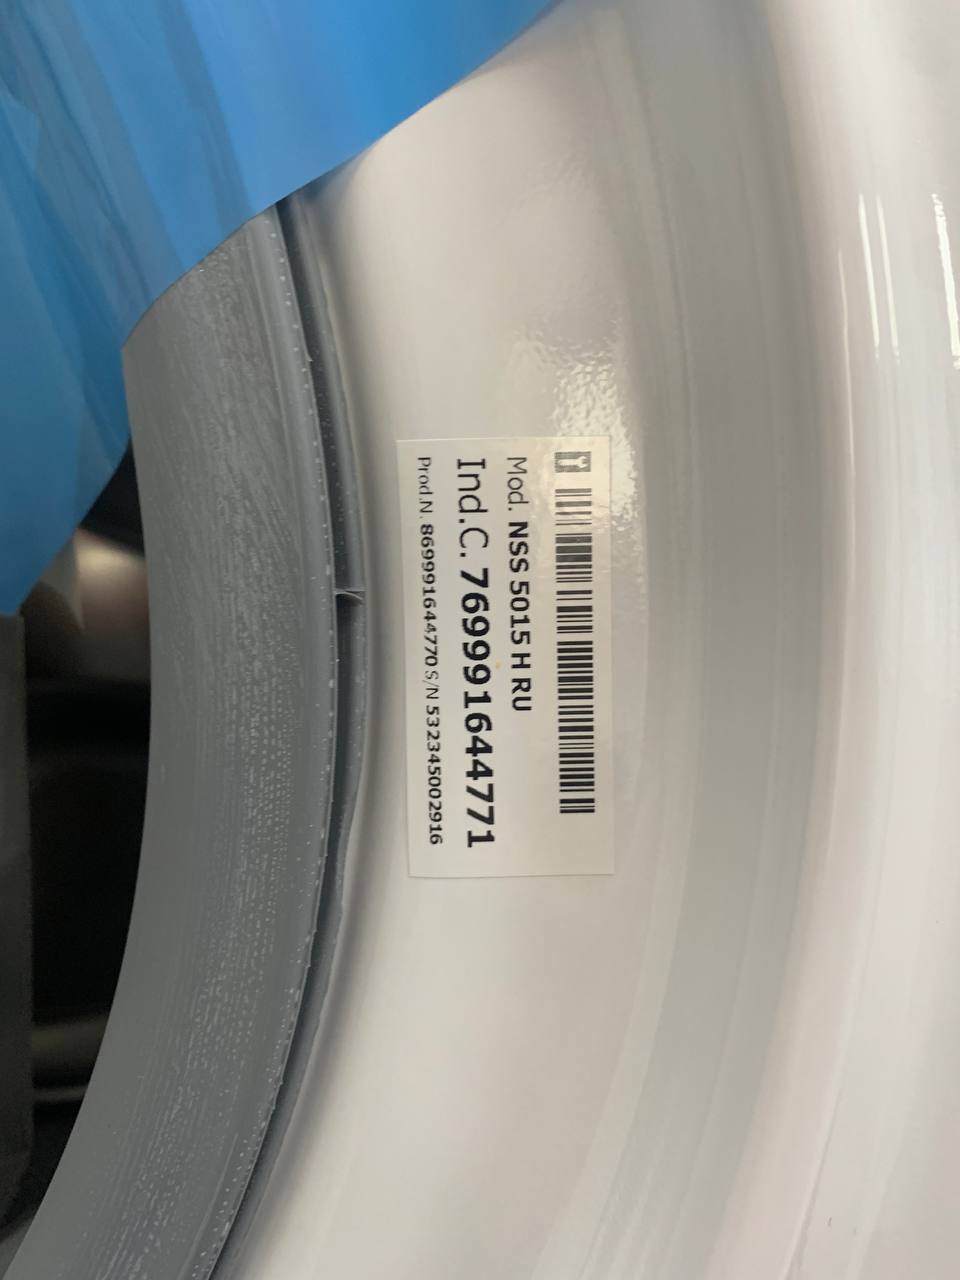 Mod. NSS 5015 H RU
Ind.C. 769991644771
Prod.N. 869991644770 S/N 532345002916